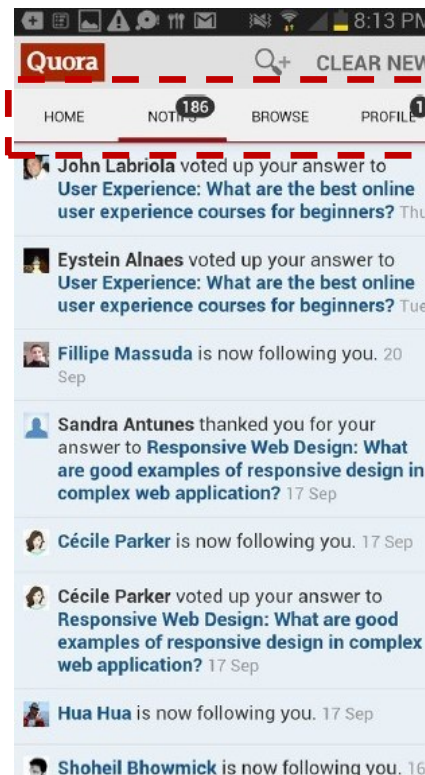 8:13 PM
Quora
CLEAR NEW
HOME NOTIFS 186 BROWSE PROFILE 1
John Labriola voted up your answer to
User Experience: What are the best online
user experience courses for beginners? Thu
Eystein Alnaes voted up your answer to
User Experience: What are the best online
user experience courses for beginners? Tue
Fillipe Massuda is now following you. 20
Sep
Sandra Antunes thanked you for your
answer to Responsive Web Design: What
are good examples of responsive design in
complex web application? 17 Sep
Cécile Parker is now following you. 17 Sep
Cécile Parker voted up your answer to
Responsive Web Design: What are good
examples of responsive design in complex
web application? 17 Sep
Hua Hua is now following you. 17 Sep
Shoheil Bhowmick is now following you. 16